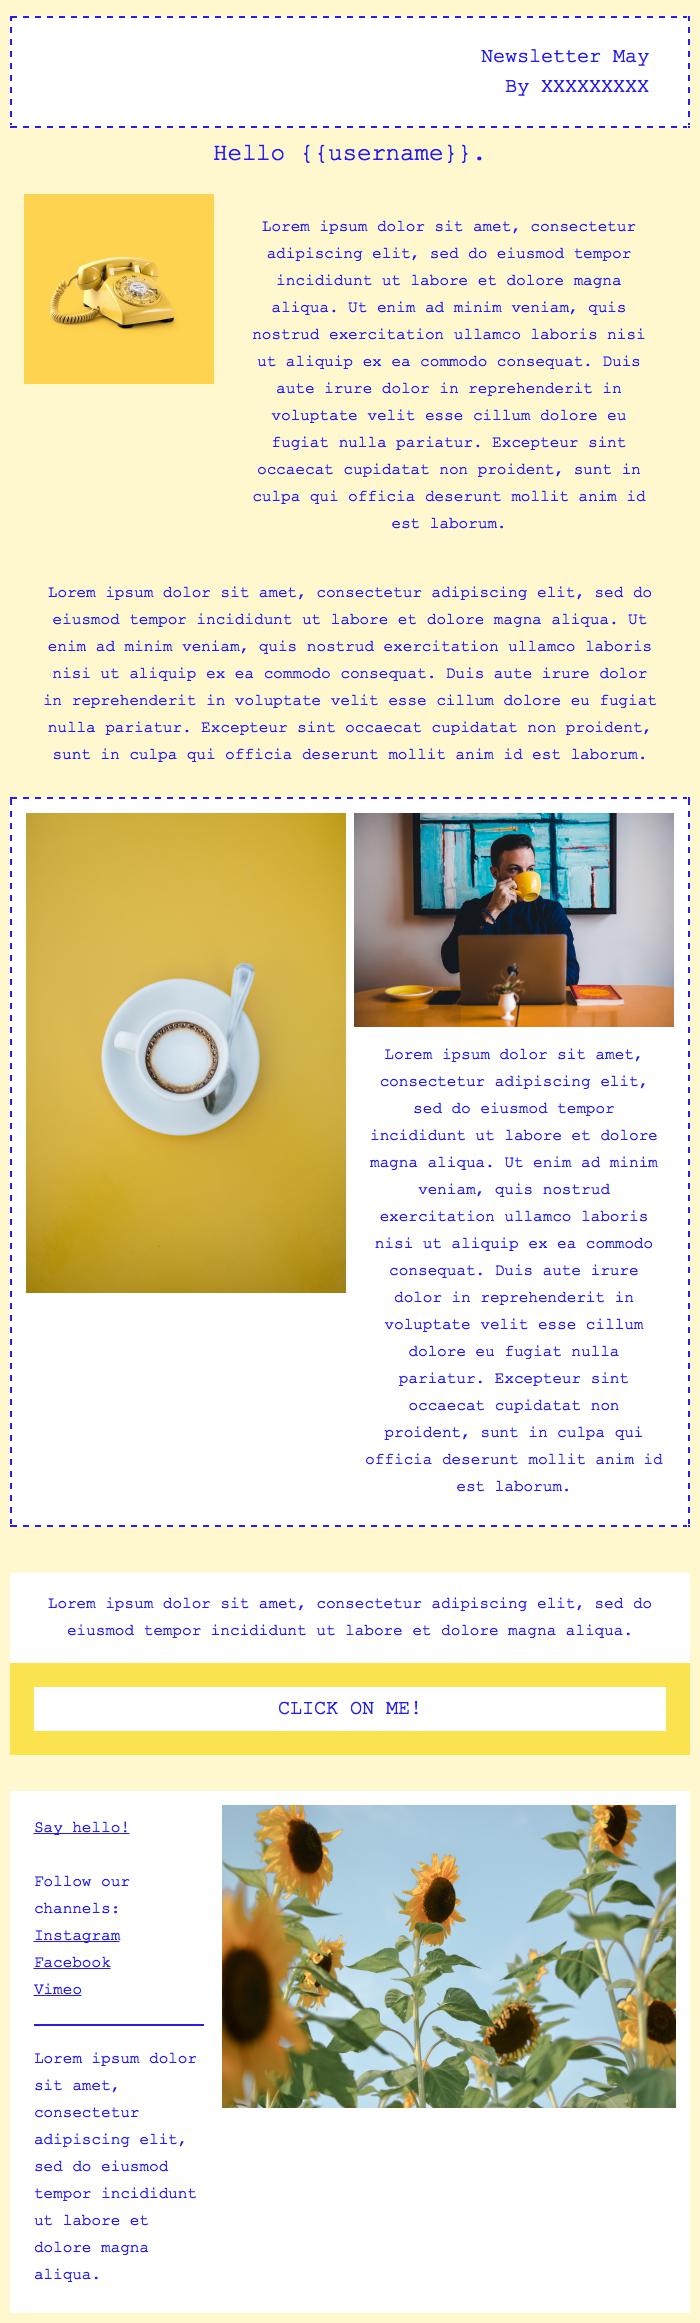 Newsletter May
By XXXXXXXXX
Hello {{username}}.
Lorem ipsum dolor sit amet, consectetur
adipiscing elit, sed do eiusmod tempor
incididunt ut labore et dolore magna
aliqua. Ut enim ad minim veniam, quis
nostrud exercitation ullamco laboris nisi
ut aliquip ex ea commodo consequat. Duis
aute irure dolor in reprehenderit in
voluptate velit esse cillum dolore eu
fugiat nulla pariatur. Excepteur sint
occaecat cupidatat non proident, sunt in
culpa qui officia deserunt mollit anim id
est laborum.
Lorem ipsum dolor sit amet, consectetur adipiscing elit, sed do
eiusmod tempor incididunt ut labore et dolore magna aliqua. Ut
enim ad minim veniam, quis nostrud exercitation ullamco laboris
nisi ut aliquip ex ea commodo consequat. Duis aute irure dolor
in reprehenderit in voluptate velit esse cillum dolore eu fugiat
nulla pariatur. Excepteur sint occaecat cupidatat non proident,
sunt in culpa qui officia deserunt mollit anim id est laborum.
Lorem ipsum dolor sit amet,
consectetur adipiscing elit,
sed do eiusmod tempor
incididunt ut labore et dolore
magna aliqua. Ut enim ad minim
veniam, quis nostrud
exercitation ullamco laboris
nisi ut aliquip ex ea commodo
consequat. Duis aute irure
dolor in reprehenderit in
voluptate velit esse cillum
dolore eu fugiat nulla
pariatur. Excepteur sint
occaecat cupidatat non
proident, sunt in culpa qui
officia deserunt mollit anim id
est laborum.
Lorem ipsum dolor sit amet, consectetur adipiscing elit, sed do
eiusmod tempor incididunt ut labore et dolore magna aliqua.
CLICK ON ME!
Say hello!
Follow our
channels:
Instagram
Facebook
Vimeo
Lorem ipsum dolor
sit amet,
consectetur
adipiscing elit,
sed do eiusmod
tempor incididunt
ut labore et
dolore magna
aliqua.